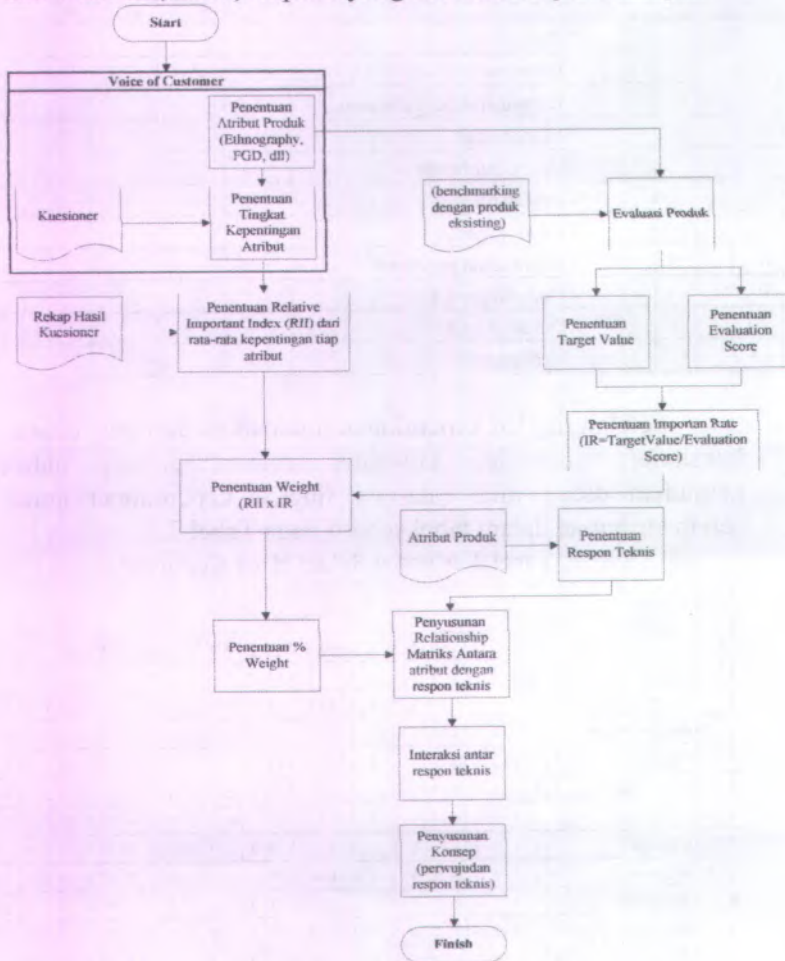 Start
Voice of Customer
Penentuan
Atribut Produk
(Ethnography,
FGD, dll)
Kuesioner
Penentuan
Tingkat
Kepentingan
Atribut
(benchmarking
dengan produk
eksisting)
Evaluasi Produk
Rekap Hasil
Kuesioner
Penentuan Relative
Important Index (RII) dari
rata-rata kepentingan tiap
atribut
Penentuan
Target Value
Penentuan
Evaluation
Score
Penentuan Importan Rate
(IR=TargetValue/Evaluation
Score)
Penentuan Weight
(RII x IR
Atribut Produk
Penentuan
Respon Teknis
Penentuan %
Weight
Penyusunan
Relationship
Matriks Antara
atribut dengan
respon teknis
Interaksi antar
respon teknis
Penyusunan
Konsep
(perwujudan
respon teknis)
Finish